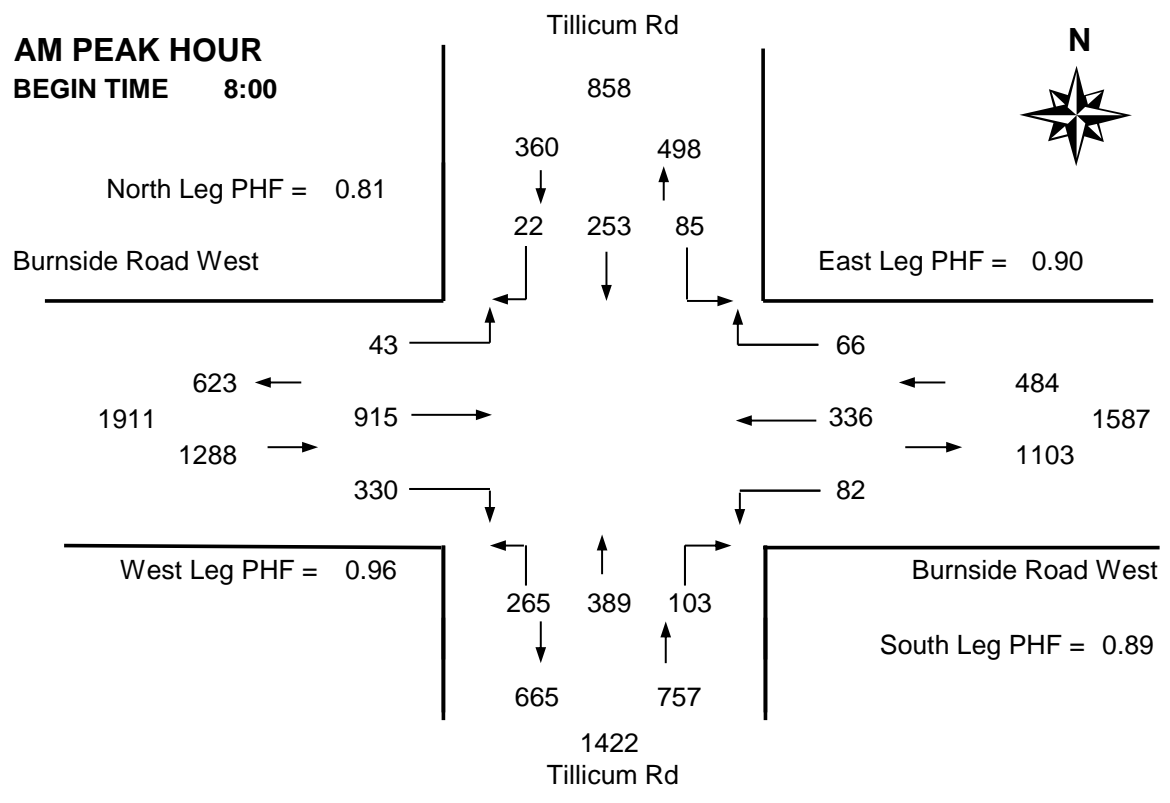 Tillicum Rd
AM PEAK HOUR
N
BEGIN TIME 8:00
858
360 498
North Leg PHF = 0.81
22 253 85
Burnside Road West
East Leg PHF = 0.90
43 66
623 484
1911 915 336 1587
1288 1103
330 82
West Leg PHF = 0.96
Burnside Road West
265 389 103
South Leg PHF = 0.89
665 757
1422
Tillicum Rd